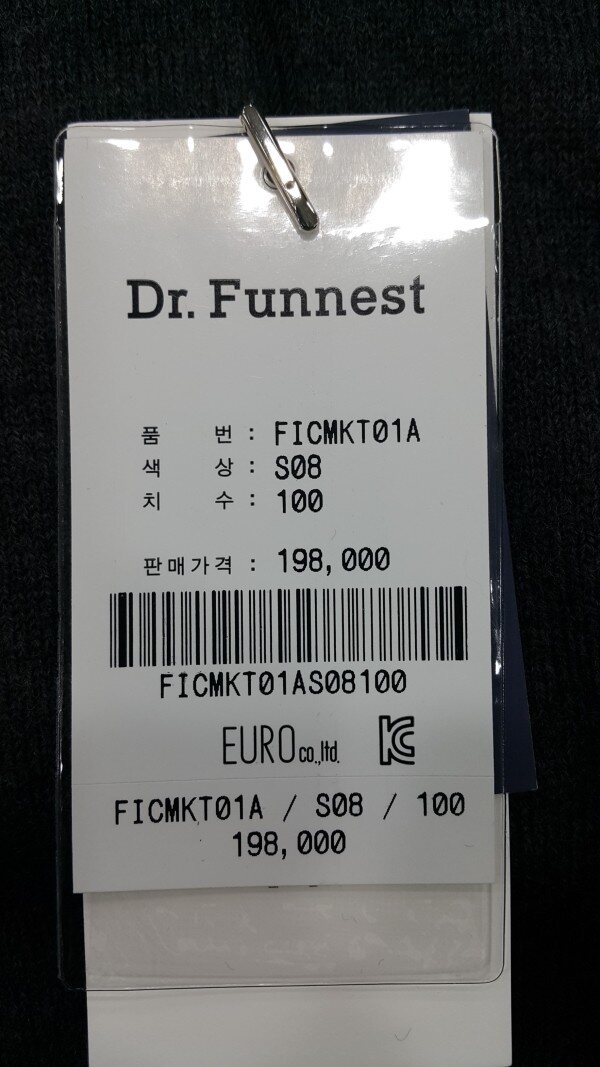 Dr. Funnest
품 번 : FICMKT01A
색 상 : S08
치 수 : 100
판매가격 : 198,000
FICMKT01AS08100
EURO co.,ltd.
FICMKT01A / S08 / 100
198,000